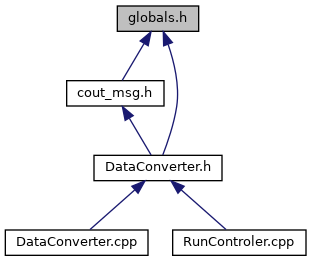 globals.h
cout_msg.h
DataConverter.h
DataConverter.cpp
RunControler.cpp